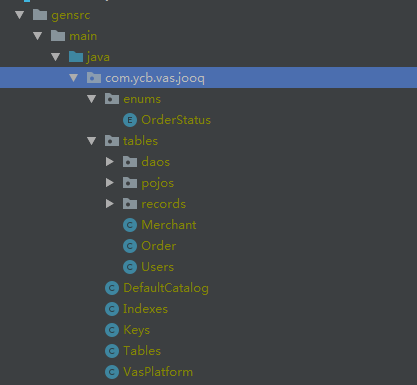 gensrc
main
java
com.ycb.vas.jooq
enums
E OrderStatus
tables
daos
pojos
records
C Merchant
C Order
C Users
C DefaultCatalog
C Indexes
C Keys
C Tables
C VasPlatform